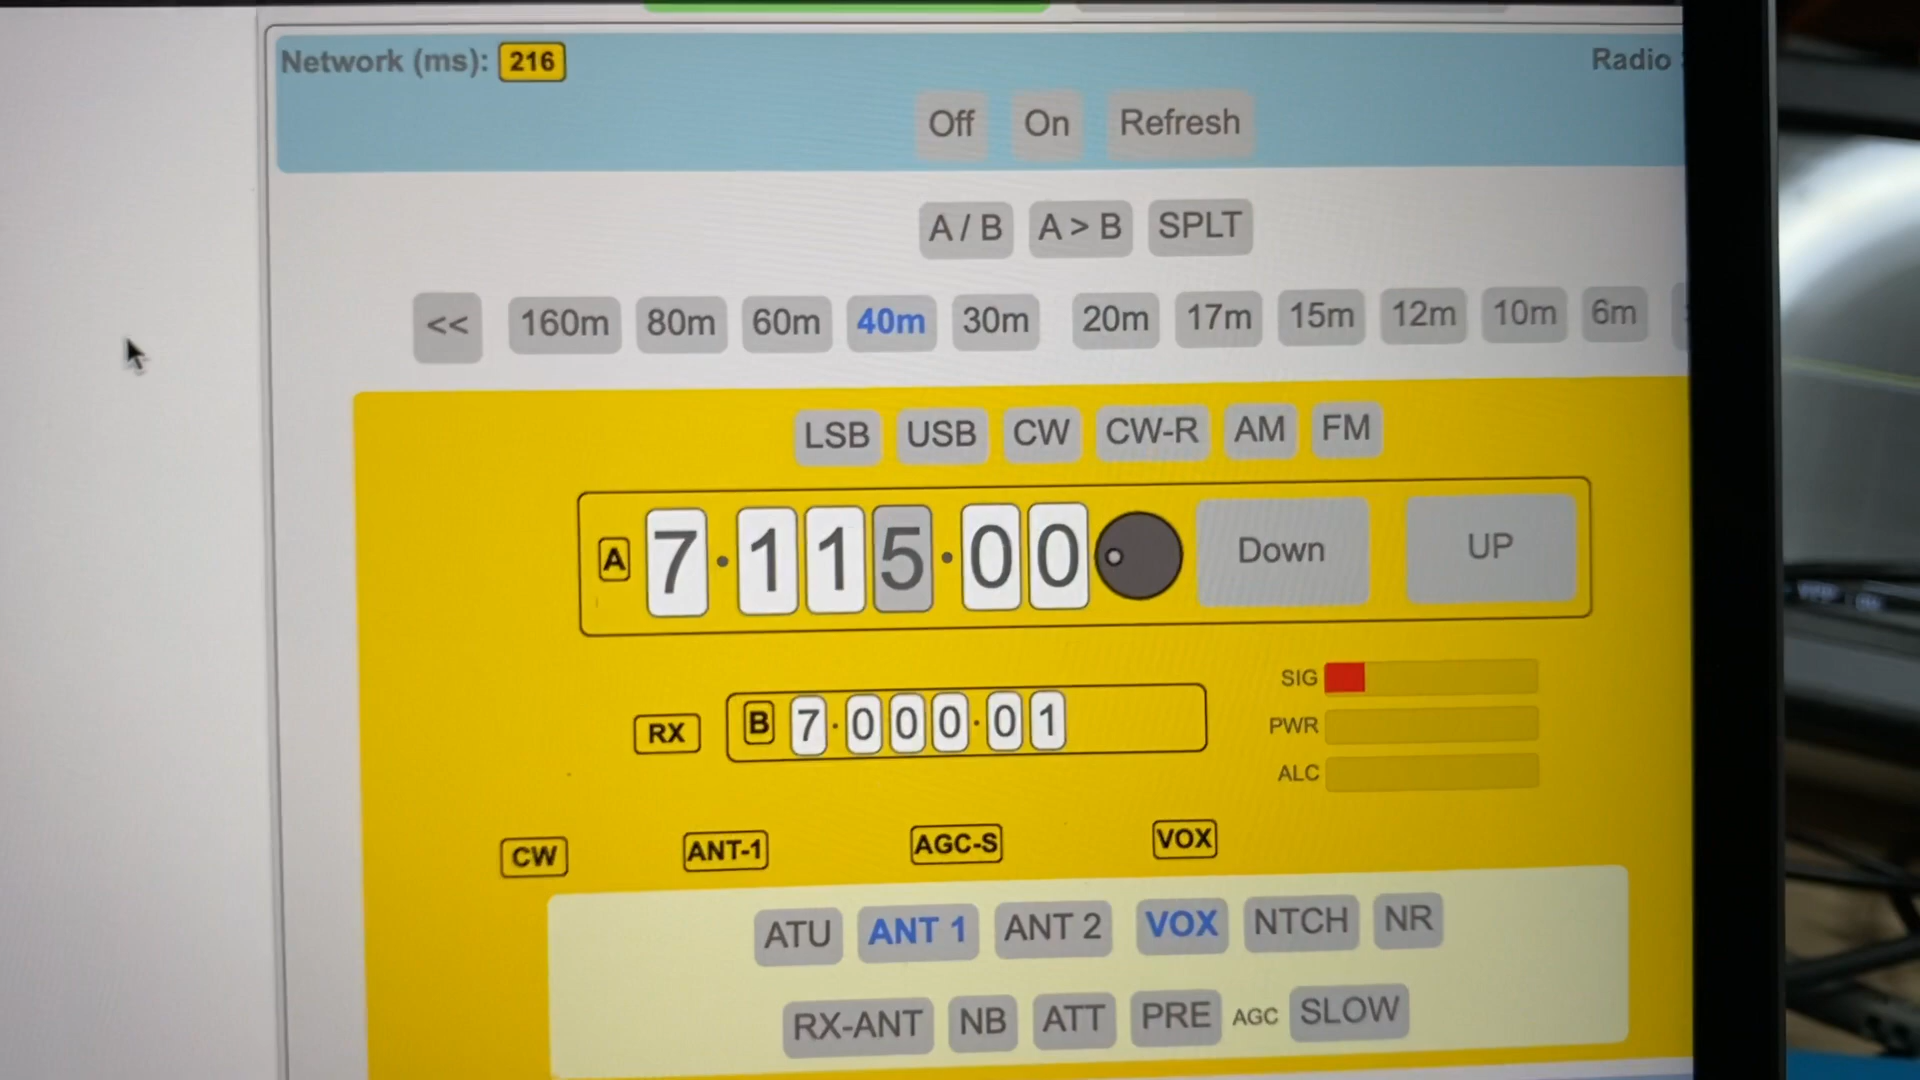 Network (ms): 216 Radio
Off On Refresh
A / B A > B SPLT
<< 160m 80m 60m 40m 30m 20m 17m 15m 12m 10m 6m
LSB USB CW CW-R AM FM
A 7·115·00 Down UP
SIG
RX B 7·000·01
PWR
ALC
CW ANT-1 AGC-S VOX
ATU ANT 1 ANT 2 VOX NTCH NR
RX-ANT NB ATT PRE AGC SLOW